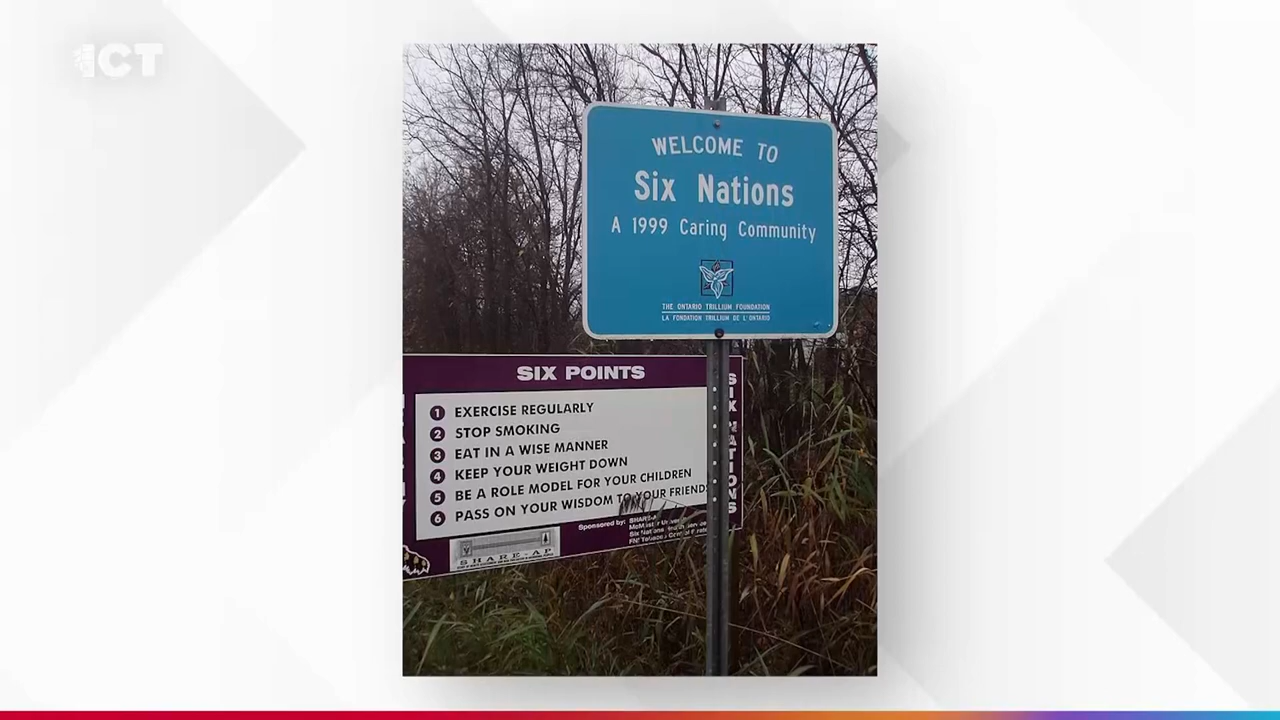 ICT
WELCOME TO
Six Nations
A 1999 Caring Community
THE ONTARIO TRILLIUM FOUNDATION
LA FONDATION TRILLIUM DE L'ONTARIO
SIX POINTS
1 EXERCISE REGULARLY
2 STOP SMOKING
3 EAT IN A WISE MANNER
4 KEEP YOUR WEIGHT DOWN
5 BE A ROLE MODEL FOR YOUR CHILDREN
6 PASS ON YOUR WISDOM TO YOUR FRIENDS
SIX NATIONS
Sponsored by:
SHARE-AP